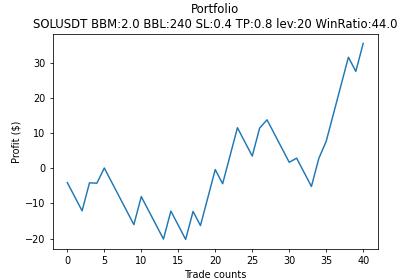 Portfolio
SOLUSDT BBM:2.0 BBL:240 SL:0.4 TP:0.8 lev:20 WinRatio:44.0
Profit ($)
30
20
10
0
−10
−20
0 5 10 15 20 25 30 35 40
Trade counts